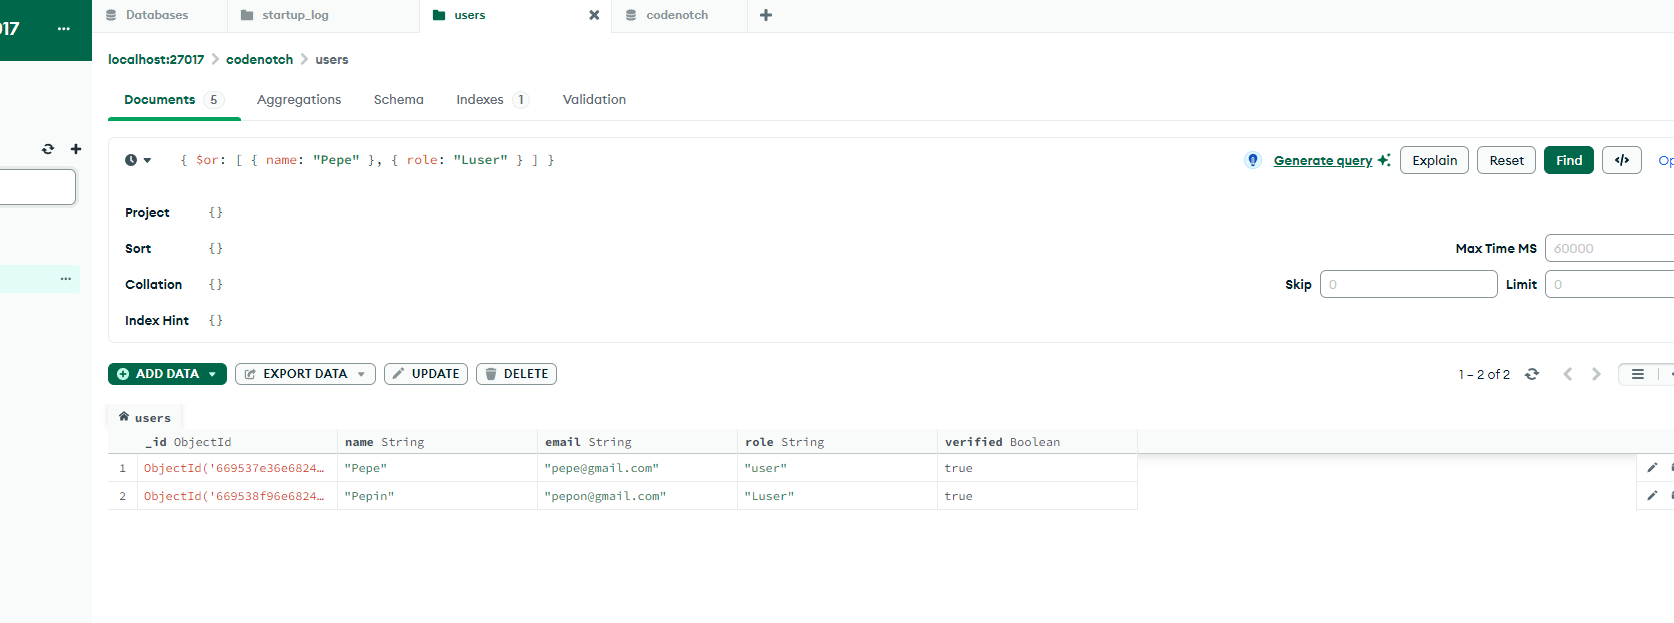 Databases startup_log users codenotch
017
localhost:27017 codenotch users
Documents 5 Aggregations Schema Indexes 1 Validation
{ $or: [ { name: "Pepe" }, { role: "Luser" } ] } Generate query Explain Reset Find </>
Project {}
Sort {} Max Time MS 60000
Collation {} Skip 0 Limit 0
Index Hint {}
ADD DATA EXPORT DATA UPDATE DELETE 1 – 2 of 2
users
_id ObjectId name String email String role String verified Boolean
1 ObjectId('669537e36e6824… "Pepe" "pepe@gmail.com" "user" true
2 ObjectId('669538f96e6824… "Pepin" "pepon@gmail.com" "Luser" true